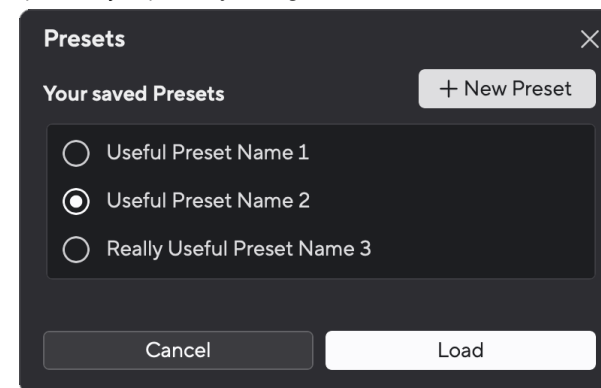 Presets
Your saved Presets
+ New Preset
Useful Preset Name 1
Useful Preset Name 2
Really Useful Preset Name 3
Cancel
Load